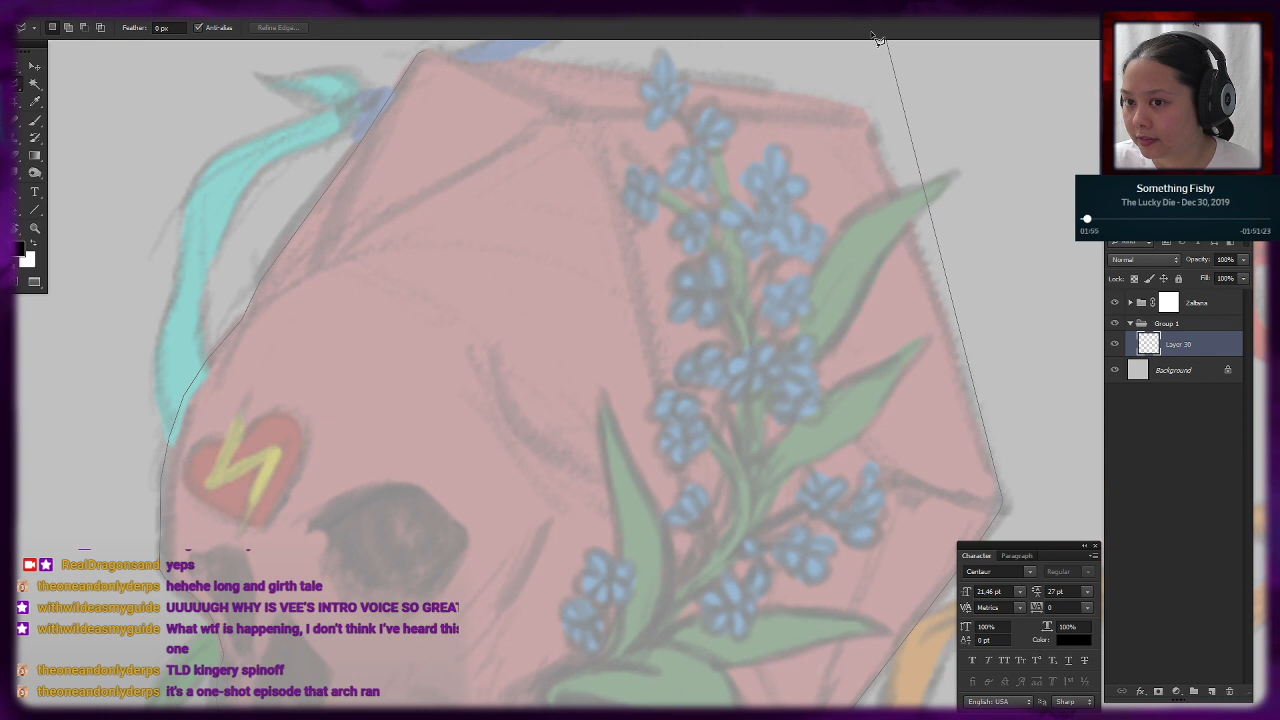 Feather: 0 px Anti-alias Refine Edge...
Something Fishy
The Lucky Die - Dec 30, 2019
01:55 -01:51:23
Normal Opacity: 100%
Lock: Fill: 100%
Zaltana
Group 1
Layer 30
Background
Character Paragraph
Centaur Regular
21,46 pt 27 pt
Metrics 0
100% 100%
0 pt Color:
English: USA Sharp
RealDragonsand yeps
theoneandonlyderps hehehe long and girth tale
withwildeasmyguide UUUUUGH WHY IS VEE'S INTRO VOICE SO GREAT
withwildeasmyguide What wtf is happening, I don't think I've heard this
one
theoneandonlyderps TLD kingery spinoff
theoneandonlyderps it's a one-shot episode that arch ran